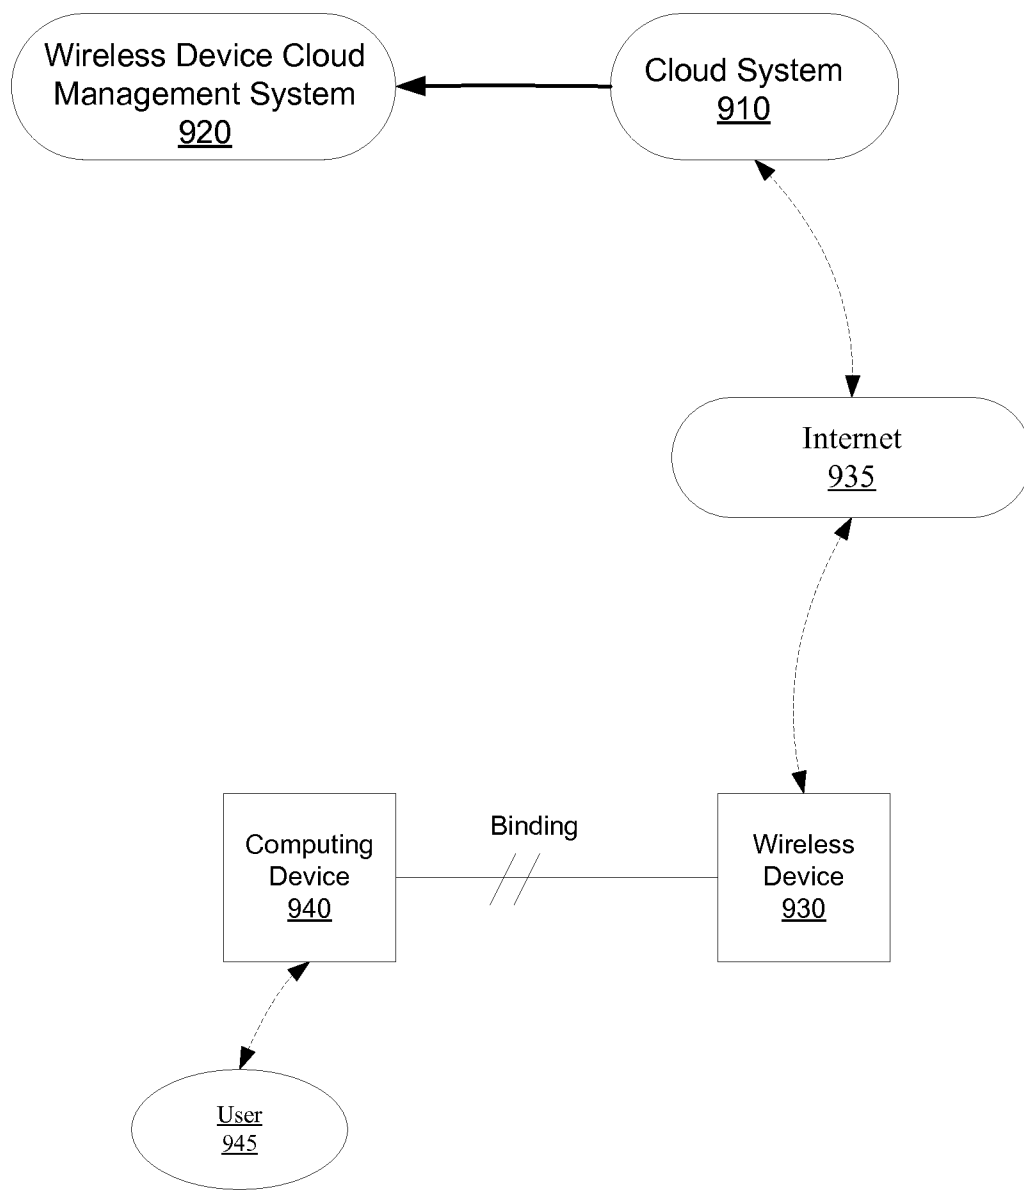 Wireless Device Cloud
Management System
920
Cloud System
910
Internet
935
Binding
Computing
Device
940
Wireless
Device
930
User
945